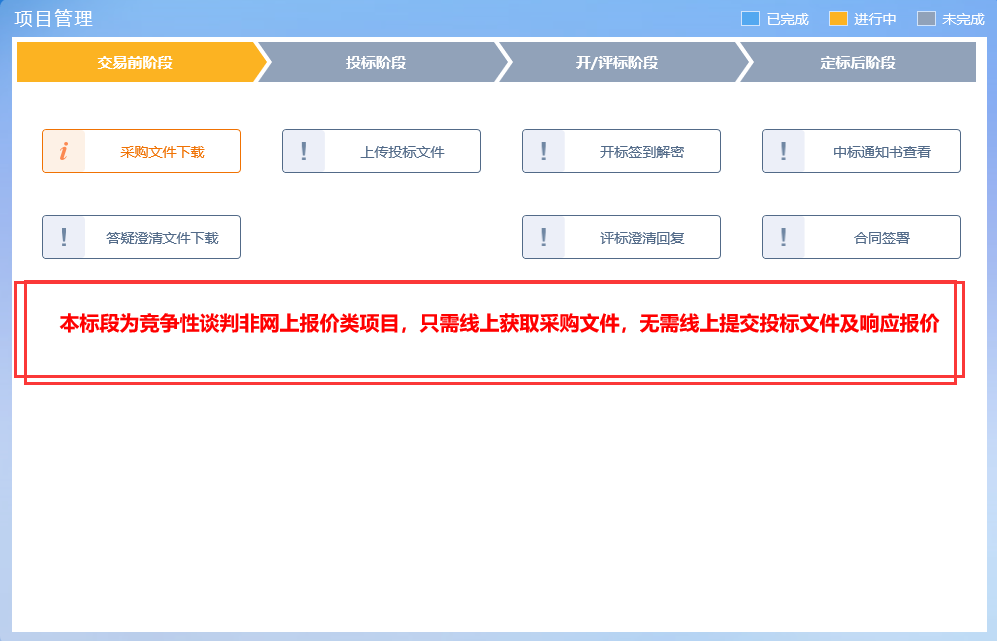 项目管理
已完成 进行中 未完成
交易前阶段 投标阶段 开/评标阶段 定标后阶段
采购文件下载 上传投标文件 开标签到解密 中标通知书查看
答疑澄清文件下载 评标澄清回复 合同签署
本标段为竞争性谈判非网上报价类项目，只需线上获取采购文件，无需线上提交投标文件及响应报价